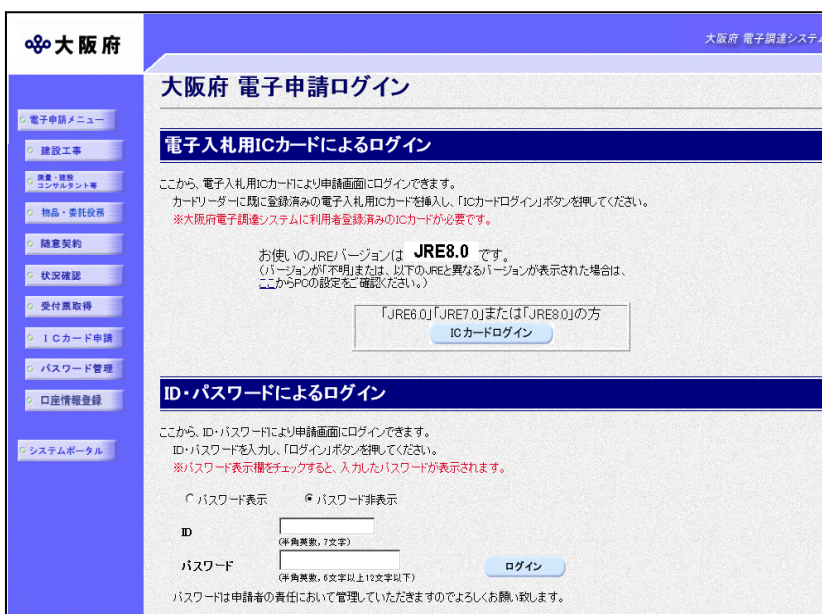 大阪府
大阪府 電子調達システム
大阪府 電子申請ログイン
電子申請メニュー
建設工事
測量・建設
コンサルタント等
物品・委託役務
随意契約
状況確認
受付票取得
ICカード申請
パスワード管理
口座情報登録
システムポータル
電子入札用ICカードによるログイン
ここから、電子入札用ICカードにより申請画面にログインできます。
カードリーダーに既に登録済みの電子入札用ICカードを挿入し、「ICカードログイン」ボタンを押してください。
※大阪府電子調達システムに利用者登録済みのICカードが必要です。
お使いのJREバージョンは JRE8.0 です。
(バージョンが「不明」または、以下のJREと異なるバージョンが表示された場合は、
ここからPCの設定をご確認ください。)
「JRE6.0」「JRE7.0」または「JRE8.0」の方
ICカードログイン
ID・パスワードによるログイン
ここから、ID・パスワードにより申請画面にログインできます。
ID・パスワードを入力し、「ログイン」ボタンを押してください。
※パスワード表示欄をチェックすると、入力したパスワードが表示されます。
パスワード表示 パスワード非表示
ID
(半角英数,7文字)
パスワード
ログイン
(半角英数,6文字以上12文字以下)
パスワードは申請者の責任において管理していただきますのでよろしくお願い致します。